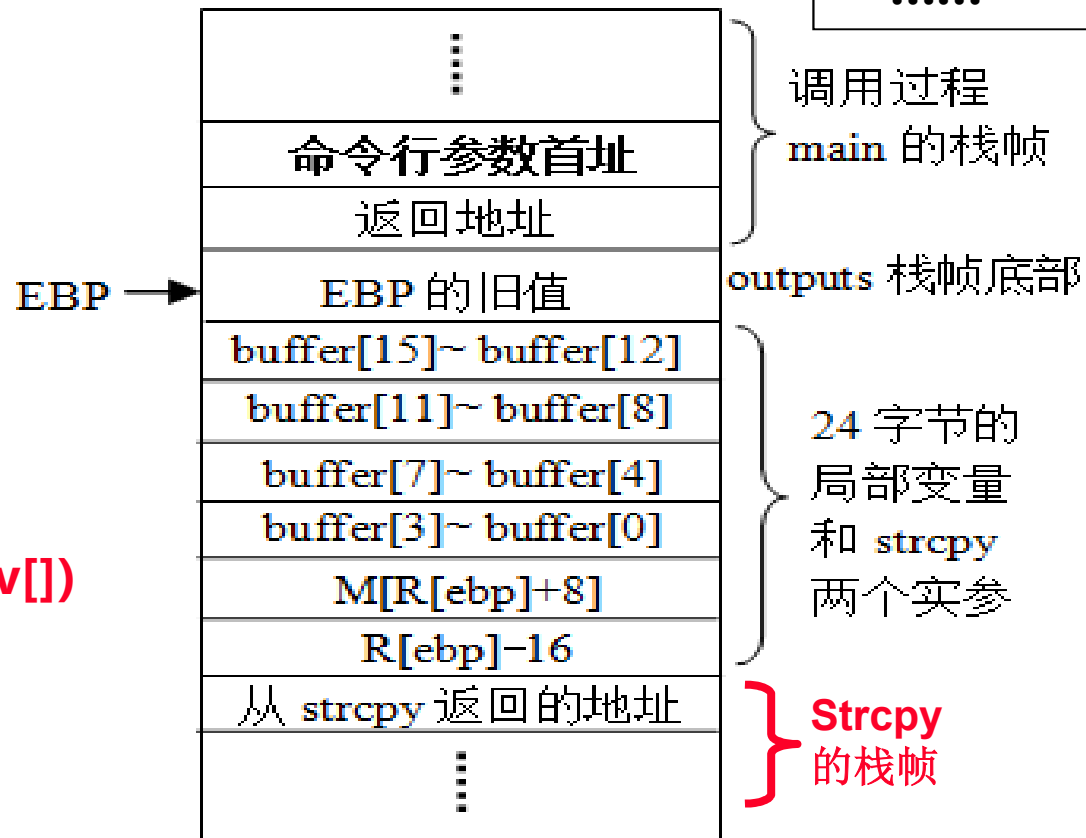 ......
调用过程
main 的栈帧
命令行参数首址
返回地址
EBP
EBP 的旧值
outputs 栈帧底部
buffer[15]~ buffer[12]
buffer[11]~ buffer[8]
buffer[7]~ buffer[4]
buffer[3]~ buffer[0]
M[R[ebp]+8]
R[ebp]−16
24 字节的
局部变量
和 strcpy
两个实参
v[])
从 strcpy 返回的地址
Strcpy
的栈帧